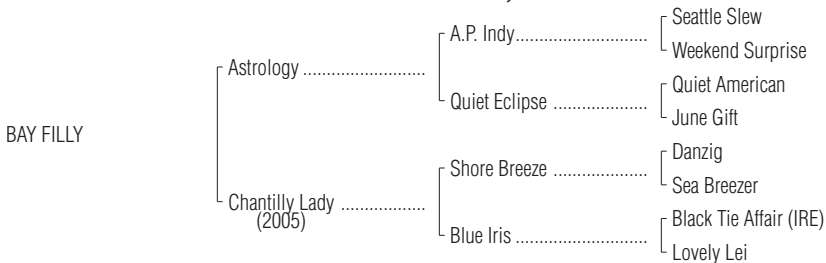 Seattle Slew
A.P. Indy..............................
Weekend Surprise
Astrology ...........................
Quiet American
Quiet Eclipse .....................
June Gift
BAY FILLY
Danzig
Shore Breeze .....................
Sea Breezer
Chantilly Lady ...................
(2005)
Black Tie Affair (IRE)
Blue Iris .............................
Lovely Lei